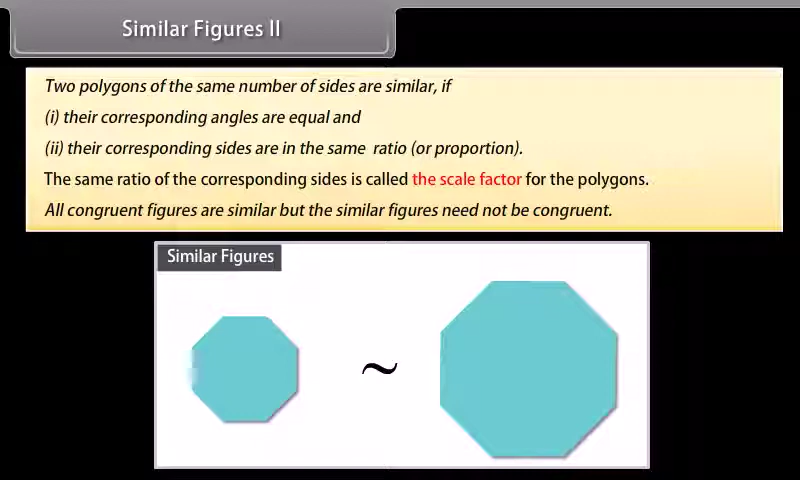 Similar Figures II
Two polygons of the same number of sides are similar, if
(i) their corresponding angles are equal and
(ii) their corresponding sides are in the same ratio (or proportion).
The same ratio of the corresponding sides is called the scale factor for the polygons.
All congruent figures are similar but the similar figures need not be congruent.
Similar Figures
~